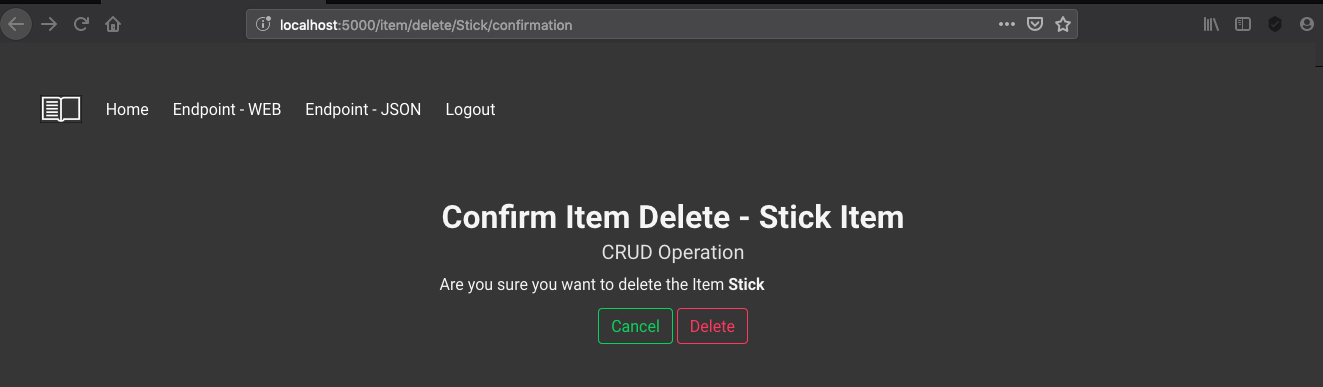 localhost:5000/item/delete/Stick/confirmation
Home Endpoint - WEB Endpoint - JSON Logout
Confirm Item Delete - Stick Item
CRUD Operation
Are you sure you want to delete the Item Stick
Cancel Delete